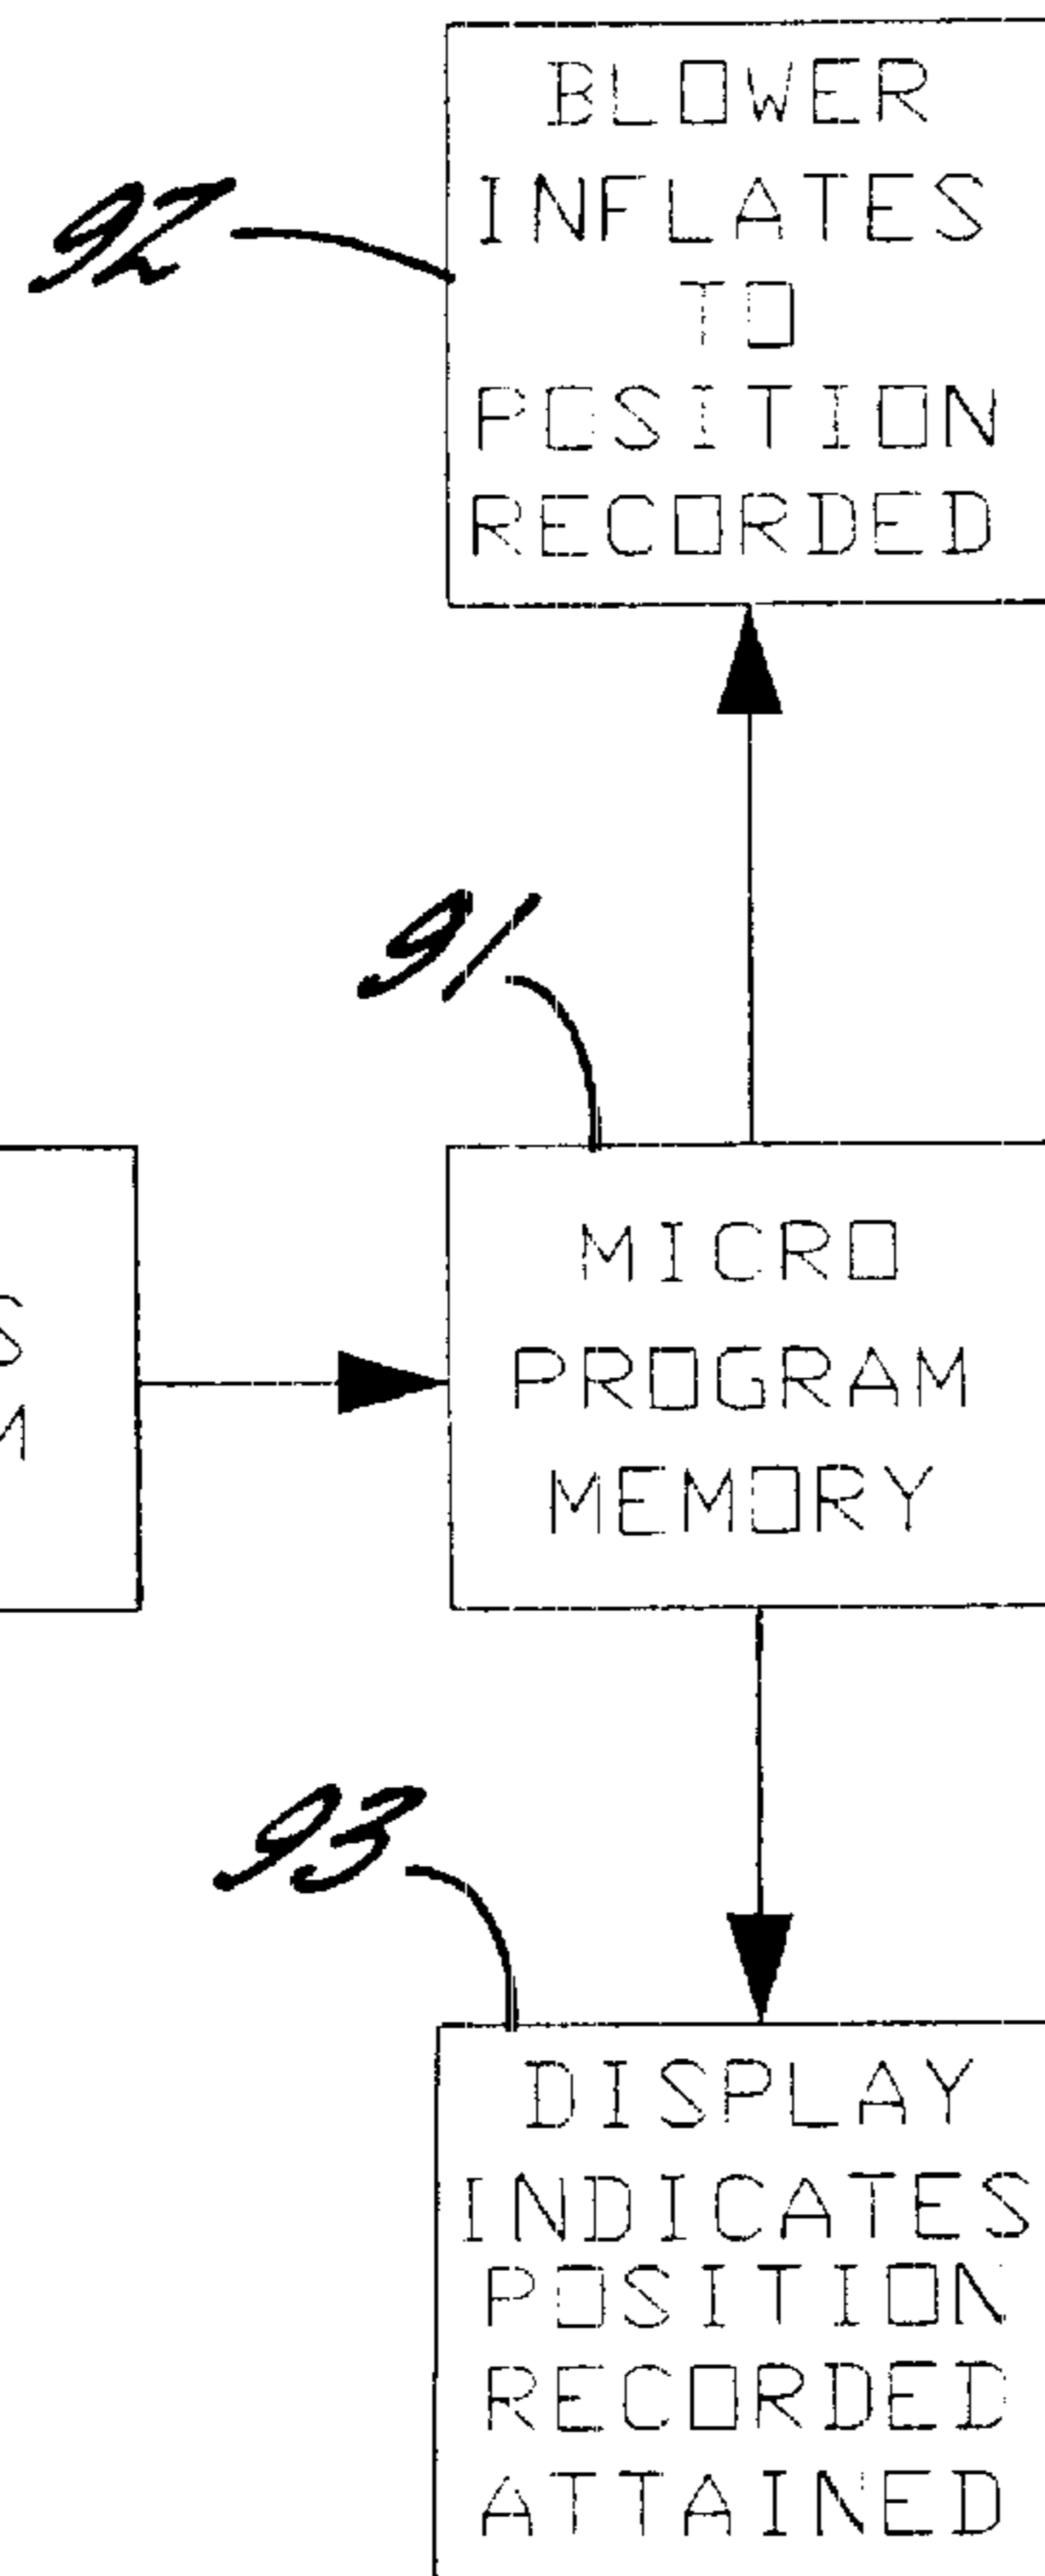 BLOWER
INFLATES
TO
POSITION
RECORDED
92
91
MICRO
PROGRAM
MEMORY
93
DISPLAY
INDICATES
POSITION
RECORDED
ATTAINED